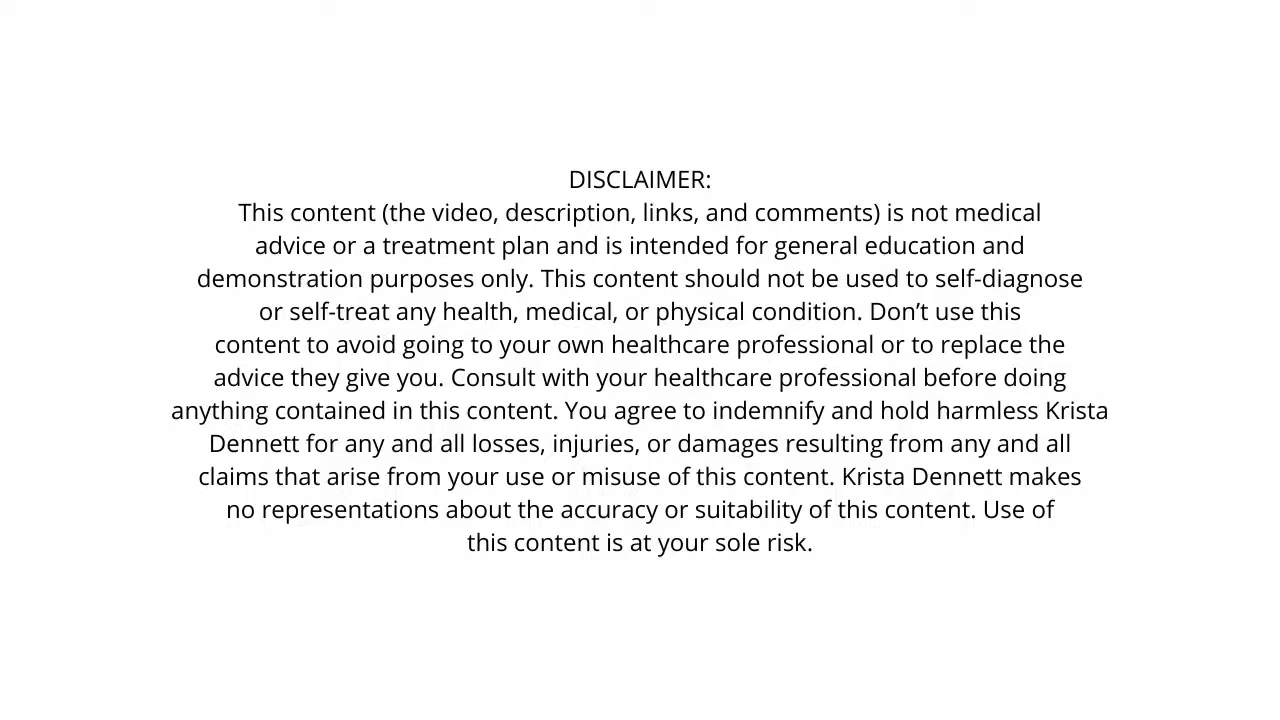 DISCLAIMER:
This content (the video, description, links, and comments) is not medical
advice or a treatment plan and is intended for general education and
demonstration purposes only. This content should not be used to self-diagnose
or self-treat any health, medical, or physical condition. Don’t use this
content to avoid going to your own healthcare professional or to replace the
advice they give you. Consult with your healthcare professional before doing
anything contained in this content. You agree to indemnify and hold harmless Krista
Dennett for any and all losses, injuries, or damages resulting from any and all
claims that arise from your use or misuse of this content. Krista Dennett makes
no representations about the accuracy or suitability of this content. Use of
this content is at your sole risk.